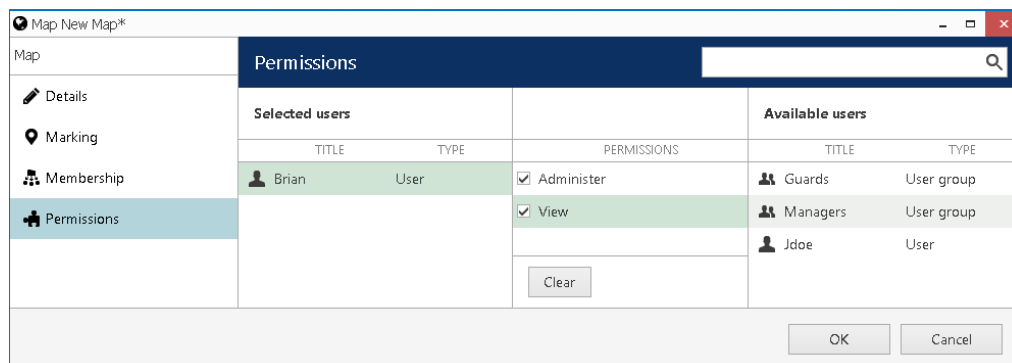 Map New Map*
Map
Details
Marking
Membership
Permissions
Permissions
Selected users
TITLE TYPE
Brian User
PERMISSIONS
Administer
View
Clear
Available users
TITLE TYPE
Guards User group
Managers User group
Jdoe User
OK Cancel